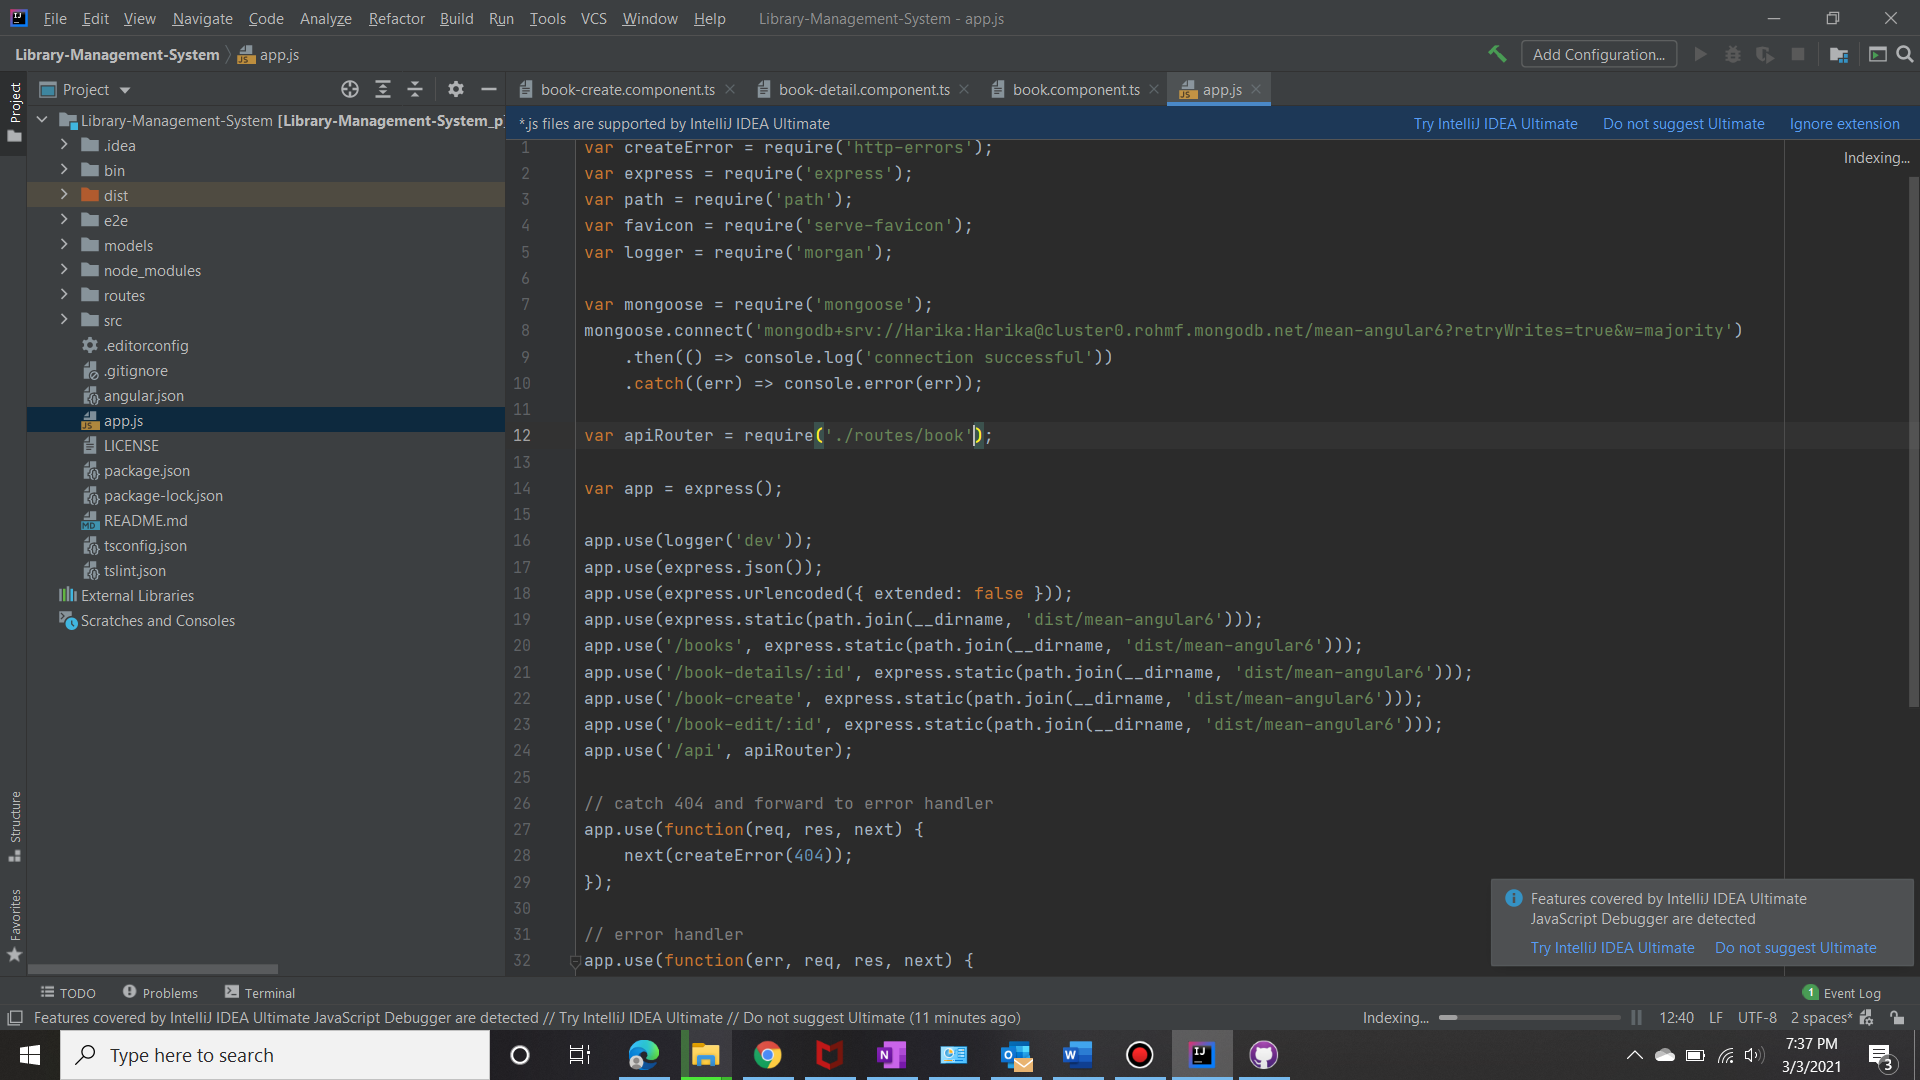 File Edit View Navigate Code Analyze Refactor Build Run Tools VCS Window Help Library-Management-System - app.js
Library-Management-System app.js Add Configuration...
Project
Project
book-create.component.ts book-detail.component.ts book.component.ts app.js
*.js files are supported by IntelliJ IDEA Ultimate Try IntelliJ IDEA Ultimate Do not suggest Ultimate Ignore extension
Indexing...
Library-Management-System [Library-Management-System_p]
.idea
bin
dist
e2e
models
node_modules
routes
src
.editorconfig
.gitignore
angular.json
app.js
LICENSE
package.json
package-lock.json
README.md
tsconfig.json
tslint.json
External Libraries
Scratches and Consoles
1 var createError = require('http-errors');
2 var express = require('express');
3 var path = require('path');
4 var favicon = require('serve-favicon');
5 var logger = require('morgan');
6
7 var mongoose = require('mongoose');
8 mongoose.connect('mongodb+srv://Harika:Harika@cluster0.rohmf.mongodb.net/mean-angular6?retryWrites=true&w=majority')
9 .then(() => console.log('connection successful'))
10 .catch((err) => console.error(err));
11
12 var apiRouter = require('./routes/book');
13
14 var app = express();
15
16 app.use(logger('dev'));
17 app.use(express.json());
18 app.use(express.urlencoded({ extended: false }));
19 app.use(express.static(path.join(__dirname, 'dist/mean-angular6')));
20 app.use('/books', express.static(path.join(__dirname, 'dist/mean-angular6')));
21 app.use('/book-details/:id', express.static(path.join(__dirname, 'dist/mean-angular6')));
22 app.use('/book-create', express.static(path.join(__dirname, 'dist/mean-angular6')));
23 app.use('/book-edit/:id', express.static(path.join(__dirname, 'dist/mean-angular6')));
24 app.use('/api', apiRouter);
25
26 // catch 404 and forward to error handler
27 app.use(function(req, res, next) {
28 next(createError(404));
29 });
30
31 // error handler
32 app.use(function(err, req, res, next) {
Structure
Favorites
Features covered by IntelliJ IDEA Ultimate
JavaScript Debugger are detected
Try IntelliJ IDEA Ultimate Do not suggest Ultimate
TODO Problems Terminal 1 Event Log
Features covered by IntelliJ IDEA Ultimate JavaScript Debugger are detected // Try IntelliJ IDEA Ultimate // Do not suggest Ultimate (11 minutes ago) Indexing... 12:40 LF UTF-8 2 spaces*
Type here to search
7:37 PM
3/3/2021
3